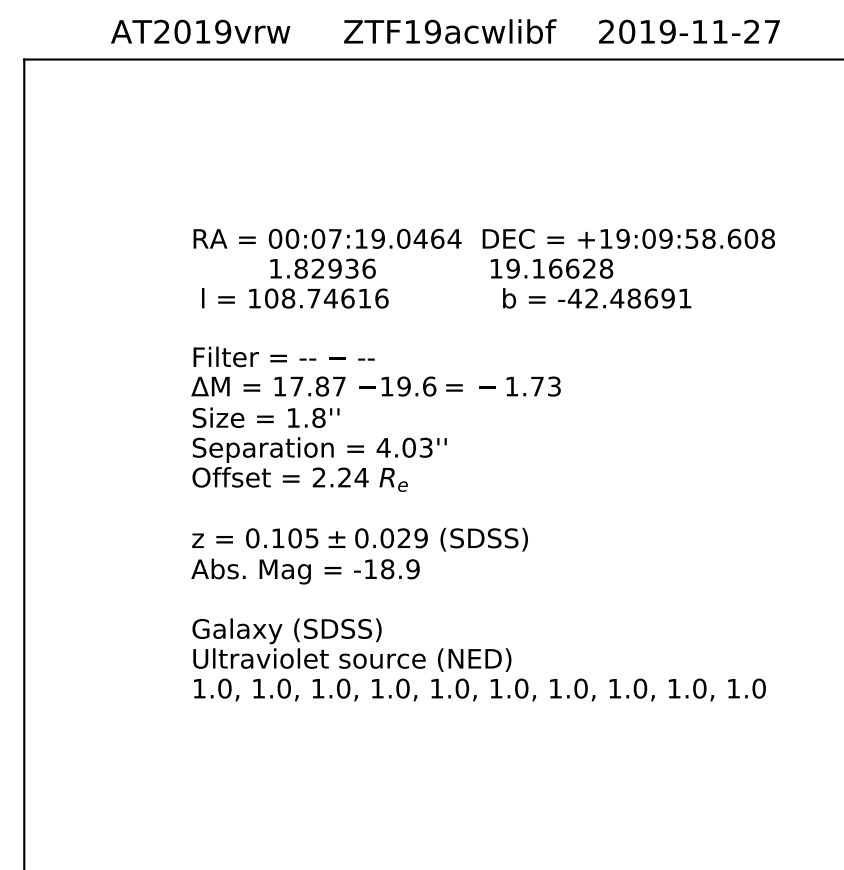 AT2019vrw ZTF19acwlibf 2019-11-27
RA = 00:07:19.0464 DEC = +19:09:58.608
1.82936 19.16628
l = 108.74616 b = -42.48691
Filter = -- − --
ΔM = 17.87 −19.6 = − 1.73
Size = 1.8''
Separation = 4.03''
Offset = 2.24 Rₑ
z = 0.105 ± 0.029 (SDSS)
Abs. Mag = -18.9
Galaxy (SDSS)
Ultraviolet source (NED)
1.0, 1.0, 1.0, 1.0, 1.0, 1.0, 1.0, 1.0, 1.0, 1.0